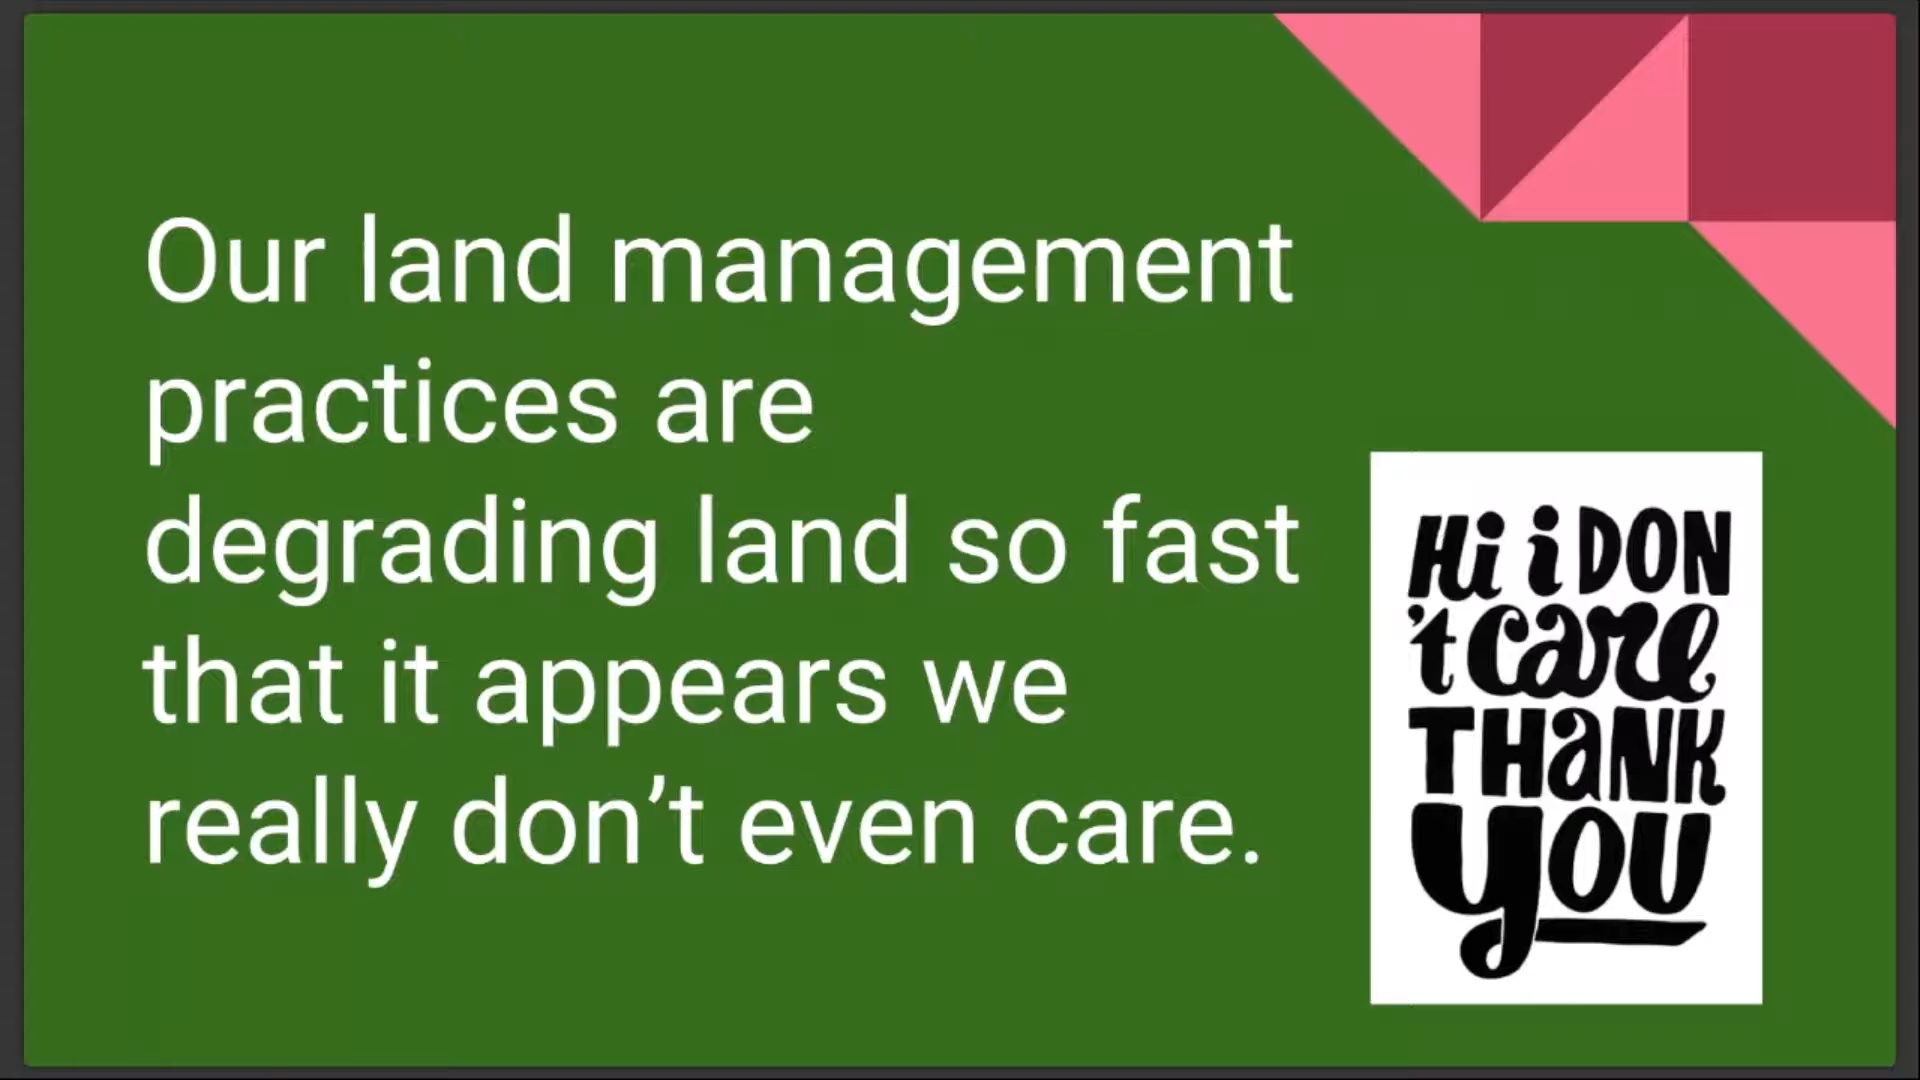 Our land management
practices are
degrading land so fast
that it appears we
really don’t even care.
Hi i DON
’t care
THaNK
you